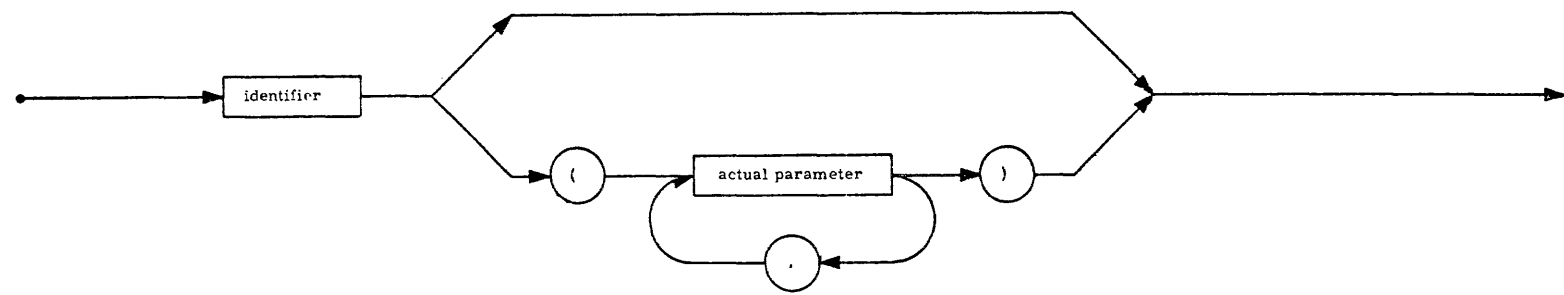 identifier
(
actual parameter
)
,